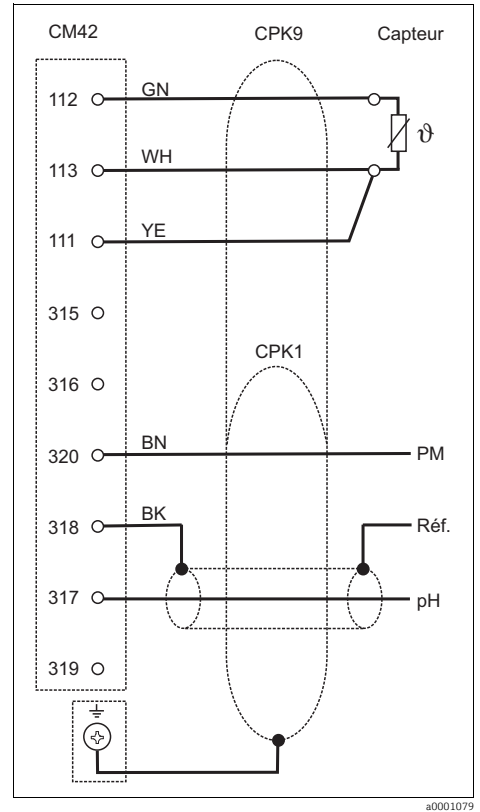 CM42 CPK9 Capteur
112 GN
ϑ
113 WH
111 YE
315
CPK1
316
320 BN PM
318 BK Réf.
317 pH
319
a0001079